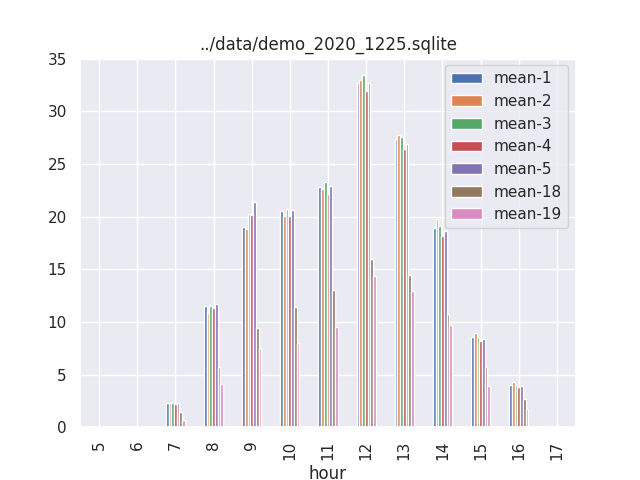 ../data/demo_2020_1225.sqlite
35
30
25
20
15
10
5
0
mean-1
mean-2
mean-3
mean-4
mean-5
mean-18
mean-19
5 6 7 8 9 10 11 12 13 14 15 16 17
hour